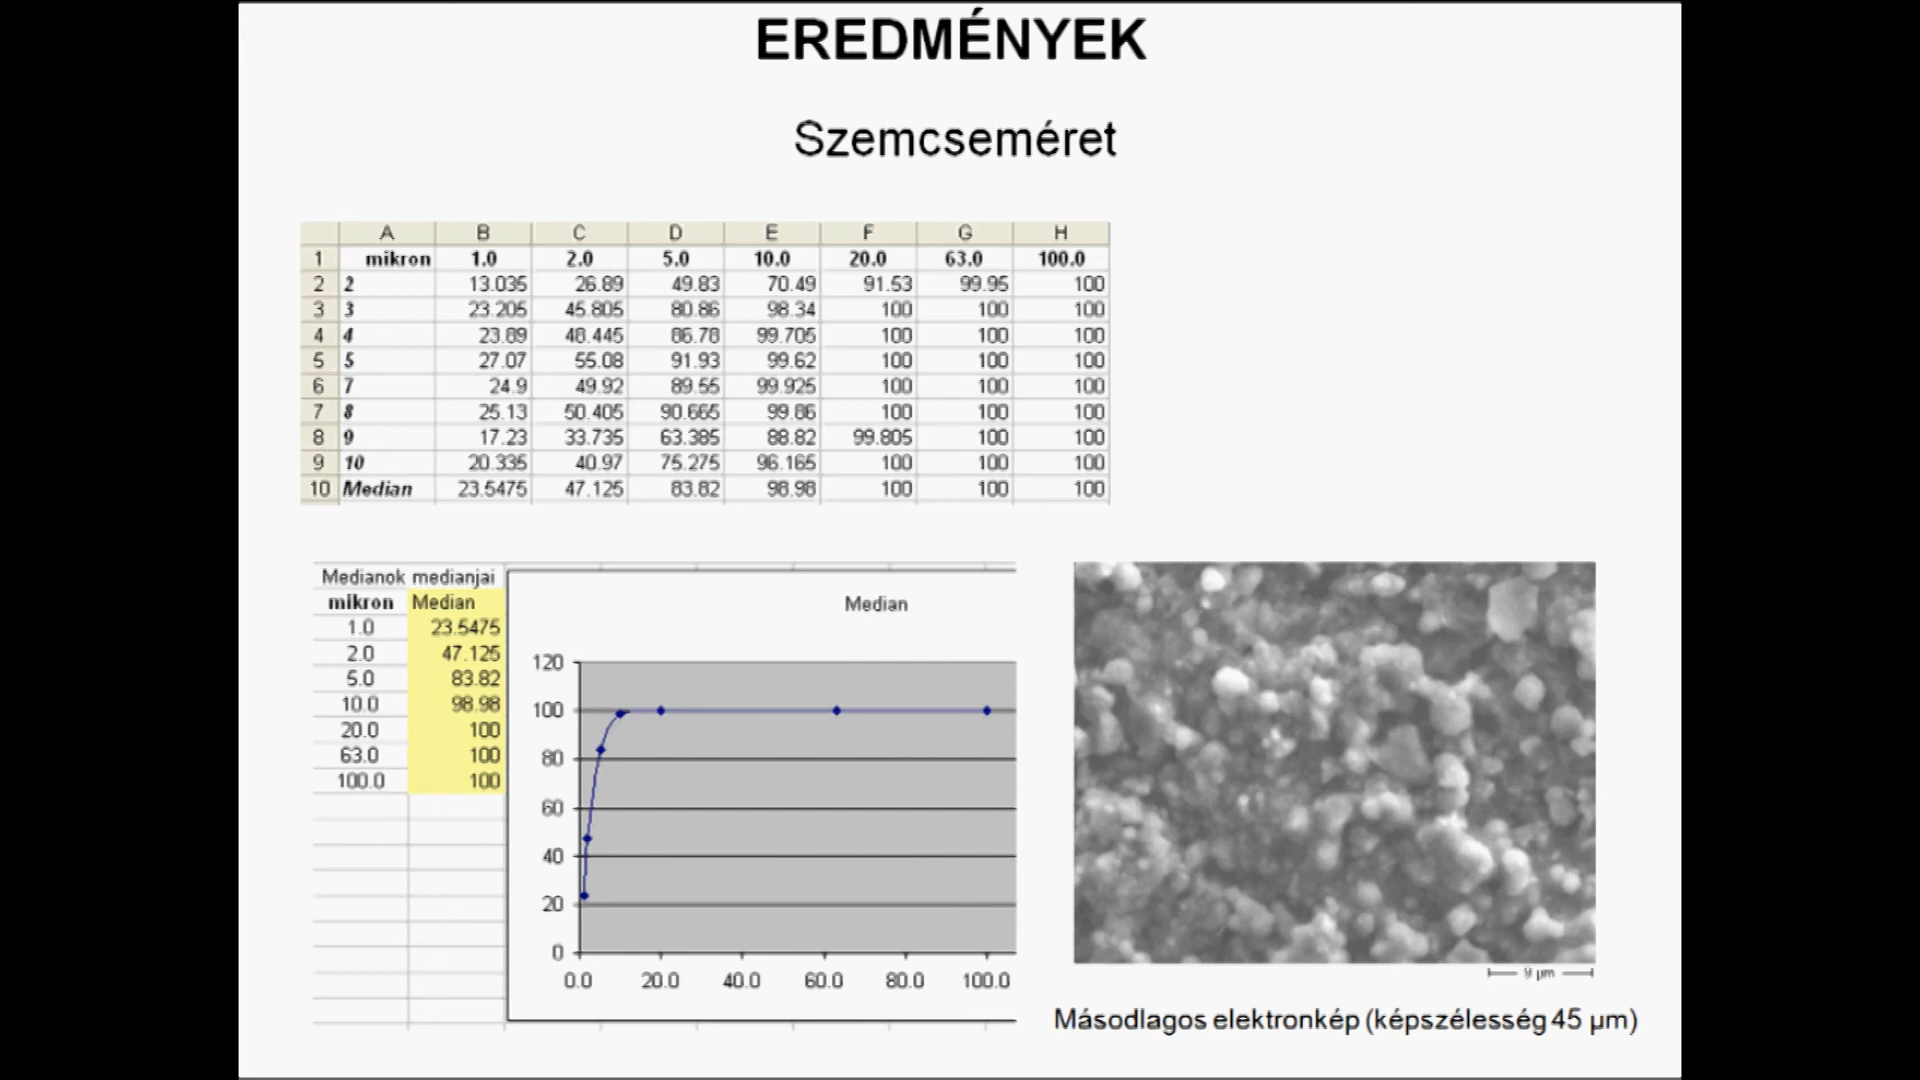 EREDMÉNYEK
Szemcseméret
A B C D E F G H
1 mikron 1.0 2.0 5.0 10.0 20.0 63.0 100.0
2 2 13.035 26.89 49.83 70.49 91.53 99.95 100
3 3 23.205 45.805 80.86 98.34 100 100 100
4 4 23.89 48.445 86.78 99.705 100 100 100
5 5 27.07 55.08 91.93 99.62 100 100 100
6 7 24.9 49.92 89.55 99.925 100 100 100
7 8 25.13 50.405 90.665 99.86 100 100 100
8 9 17.23 33.735 63.385 88.82 99.805 100 100
9 10 20.335 40.97 75.275 96.165 100 100 100
10 Median 23.5475 47.125 83.82 98.98 100 100 100
Medianok medianjai
mikron Median
1.0 23.5475
2.0 47.125
5.0 83.82
10.0 98.98
20.0 100
63.0 100
100.0 100
Median
120
100
80
60
40
20
0
0.0 20.0 40.0 60.0 80.0 100.0
9 µm
Másodlagos elektronkép (képszélesség 45 µm)